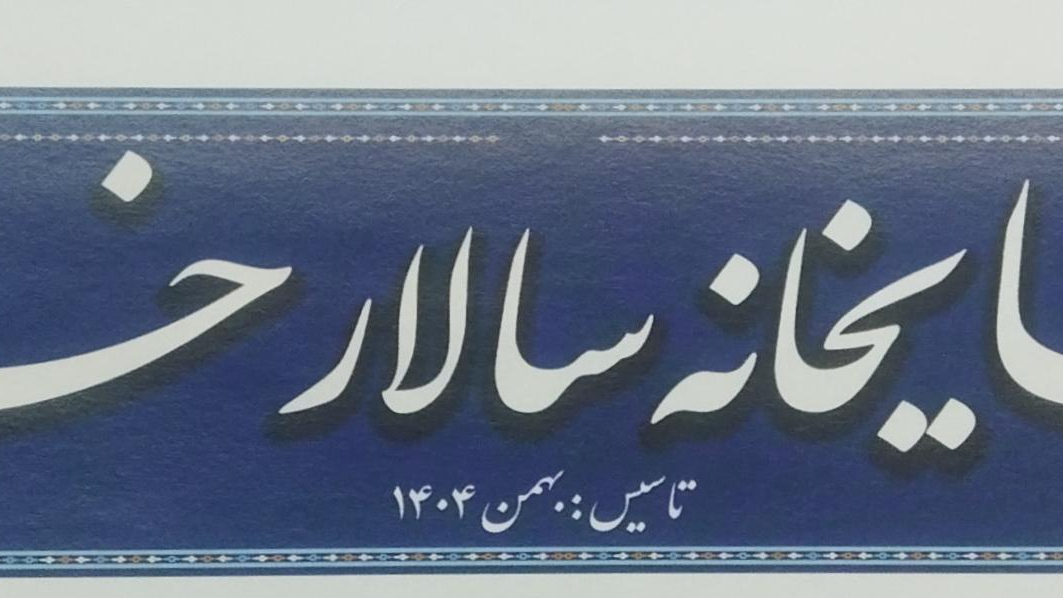 ایخانه سالار خ
تاسیس : بهمن ۱۴۰۴